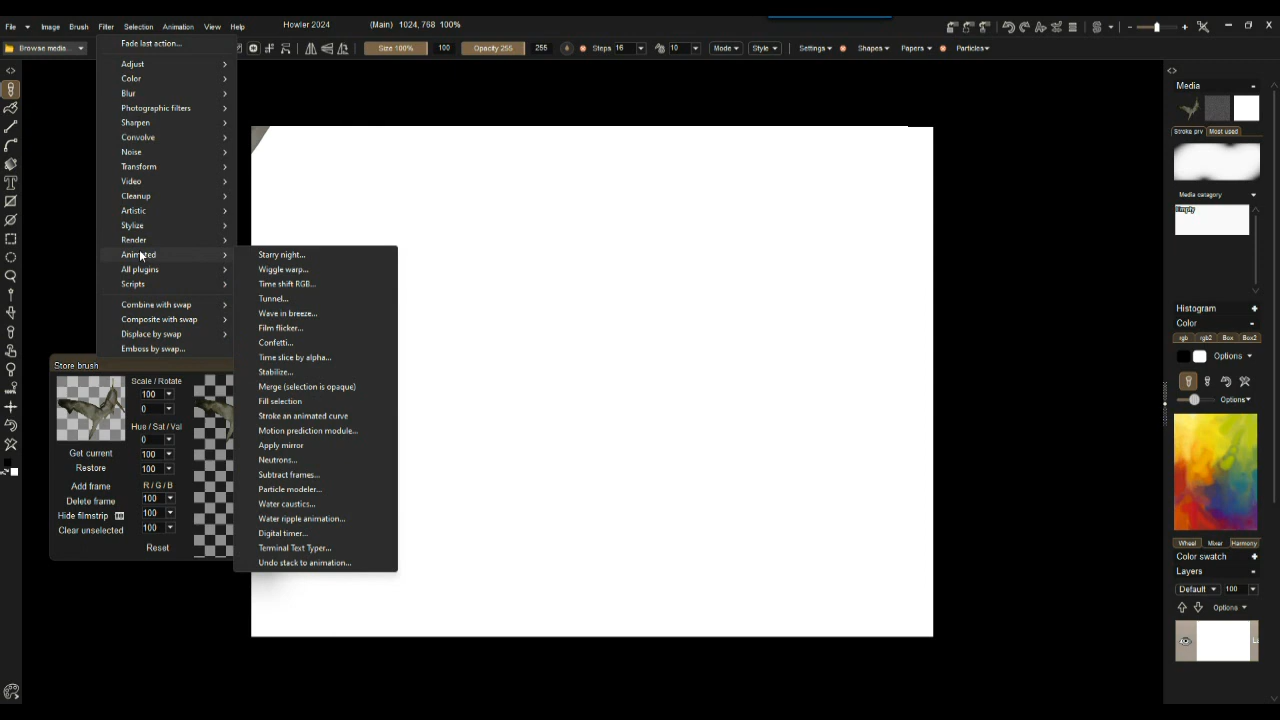 File Image Brush Filter Selection Animation View Help Howler 2024 (Main) 1024, 768 100%
Browse media... Size 100% 100 Opacity 255 255 Steps 16 10 Mode Style Settings Shapes Papers Particles
Fade last action...
Adjust
Color
Blur
Photographic filters
Sharpen
Convolve
Noise
Transform
Video
Cleanup
Artistic
Stylize
Render
Animated
All plugins
Scripts
Combine with swap
Composite with swap
Displace by swap
Emboss by swap...
Starry night...
Wiggle warp...
Time shift RGB...
Tunnel...
Wave in breeze...
Film flicker...
Confetti...
Time slice by alpha...
Stabilize...
Merge (selection is opaque)
Fill selection
Stroke an animated curve
Motion prediction module...
Apply mirror
Neutrons...
Subtract frames...
Particle modeler...
Water caustics...
Water ripple animation...
Digital timer...
Terminal Text Typer...
Undo stack to animation...
Store brush
Scale / Rotate
100
0
Hue / Sat / Val
0
Get current 100
Restore 100
Add frame R / G / B
Delete frame 100
Hide filmstrip 100
Clear unselected 100
Reset
Media
Stroke prv Most used
Media catagory
Empty
Histogram
Color
rgb rgb2 Box Box2
Options
Options
Wheel Mixer Harmony
Color swatch
Layers
Default 100
Options